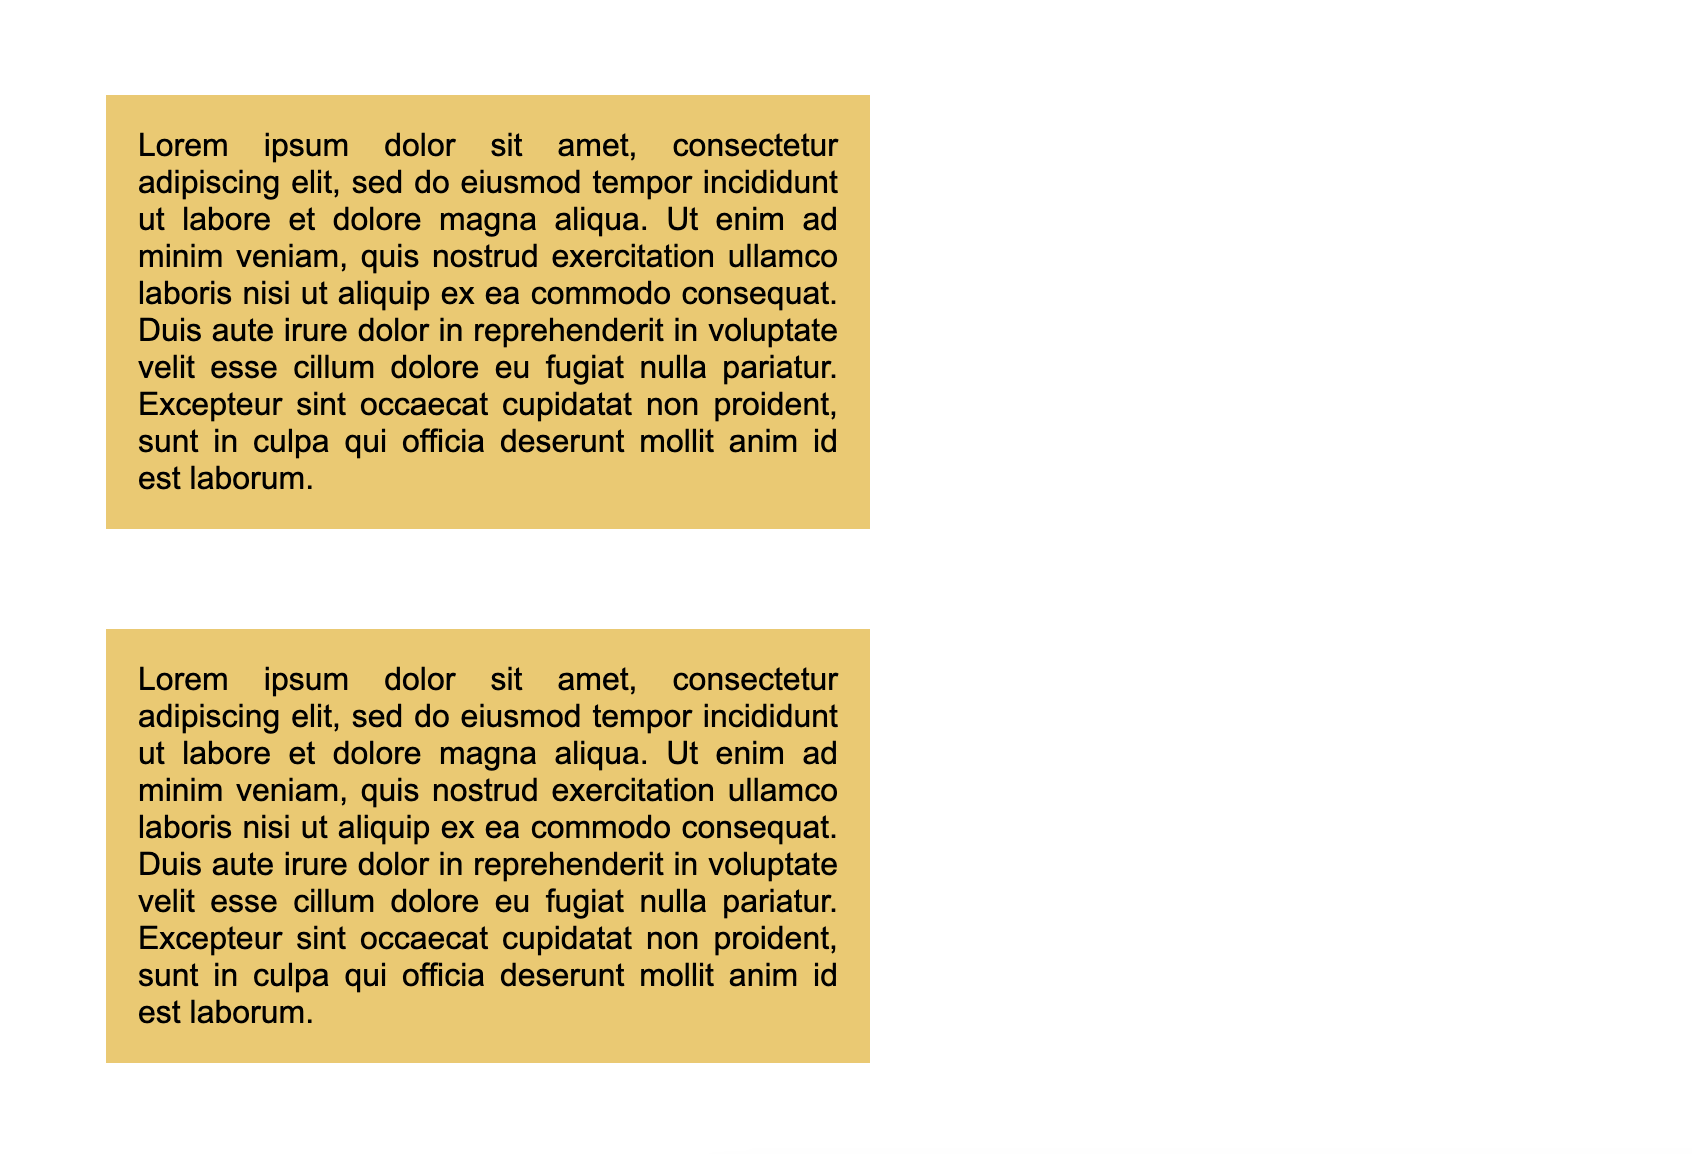 Lorem ipsum dolor sit amet, consectetur
adipiscing elit, sed do eiusmod tempor incididunt
ut labore et dolore magna aliqua. Ut enim ad
minim veniam, quis nostrud exercitation ullamco
laboris nisi ut aliquip ex ea commodo consequat.
Duis aute irure dolor in reprehenderit in voluptate
velit esse cillum dolore eu fugiat nulla pariatur.
Excepteur sint occaecat cupidatat non proident,
sunt in culpa qui officia deserunt mollit anim id
est laborum.
Lorem ipsum dolor sit amet, consectetur
adipiscing elit, sed do eiusmod tempor incididunt
ut labore et dolore magna aliqua. Ut enim ad
minim veniam, quis nostrud exercitation ullamco
laboris nisi ut aliquip ex ea commodo consequat.
Duis aute irure dolor in reprehenderit in voluptate
velit esse cillum dolore eu fugiat nulla pariatur.
Excepteur sint occaecat cupidatat non proident,
sunt in culpa qui officia deserunt mollit anim id
est laborum.